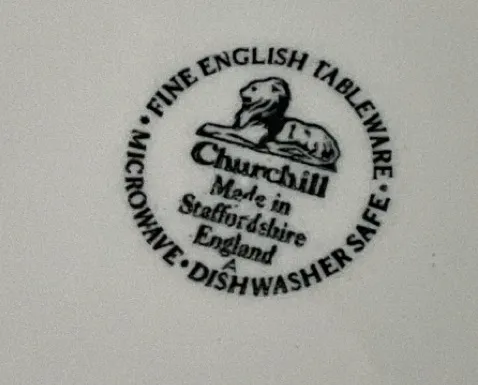 • FINE ENGLISH TABLEWARE •
Churchill
Made in
Staffordshire
England
A
MICROWAVE • DISHWASHER SAFE